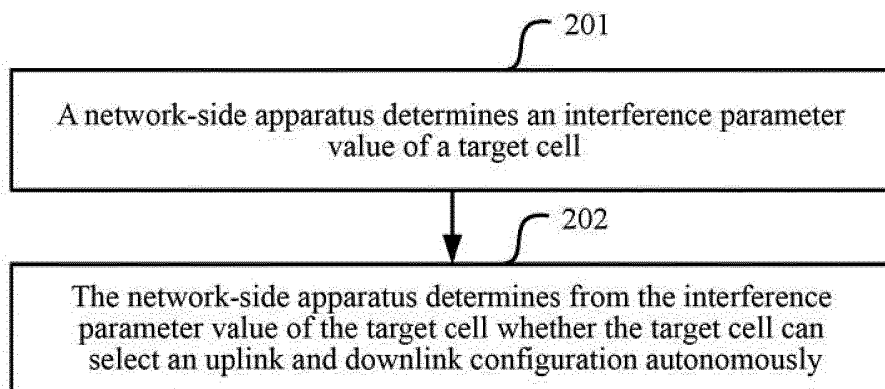 201
A network-side apparatus determines an interference parameter
value of a target cell
202
The network-side apparatus determines from the interference
parameter value of the target cell whether the target cell can
select an uplink and downlink configuration autonomously